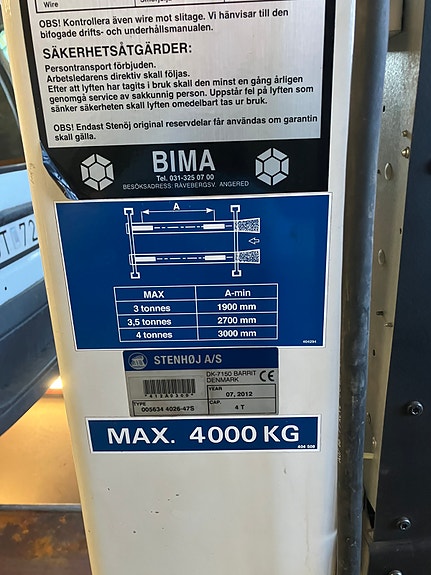 Wire
OBS! Kontrollera även wire mot slitage. Vi hänvisar till den
bifogade drifts- och underhållsmanualen.
SÄKERHETSÅTGÄRDER:
Persontransport förbjuden.
Arbetsledarens direktiv skall följas.
Efter att lyften har tagits i bruk skall den minst en gång årligen
genomgå service av sakkunnig person. Uppstår fel på lyften som
sänker säkerheten skall lyften omedelbart tas ur bruk.
OBS! Endast Stenöj original reservdelar får användas om garantin
skall gälla.
BIMA
Tel. 031-325 07 00
BESÖKSADRESS: RÄVEBERGSV. ANGERED
A
MAX A-min
3 tonnes 1900 mm
3,5 tonnes 2700 mm
4 tonnes 3000 mm
STENHØJ A/S
DK-7150 BARRIT
DENMARK CE
YEAR
07. 2012
TYPE CAP.
005634 4026-47S 4 T
MAX. 4000 KG
72